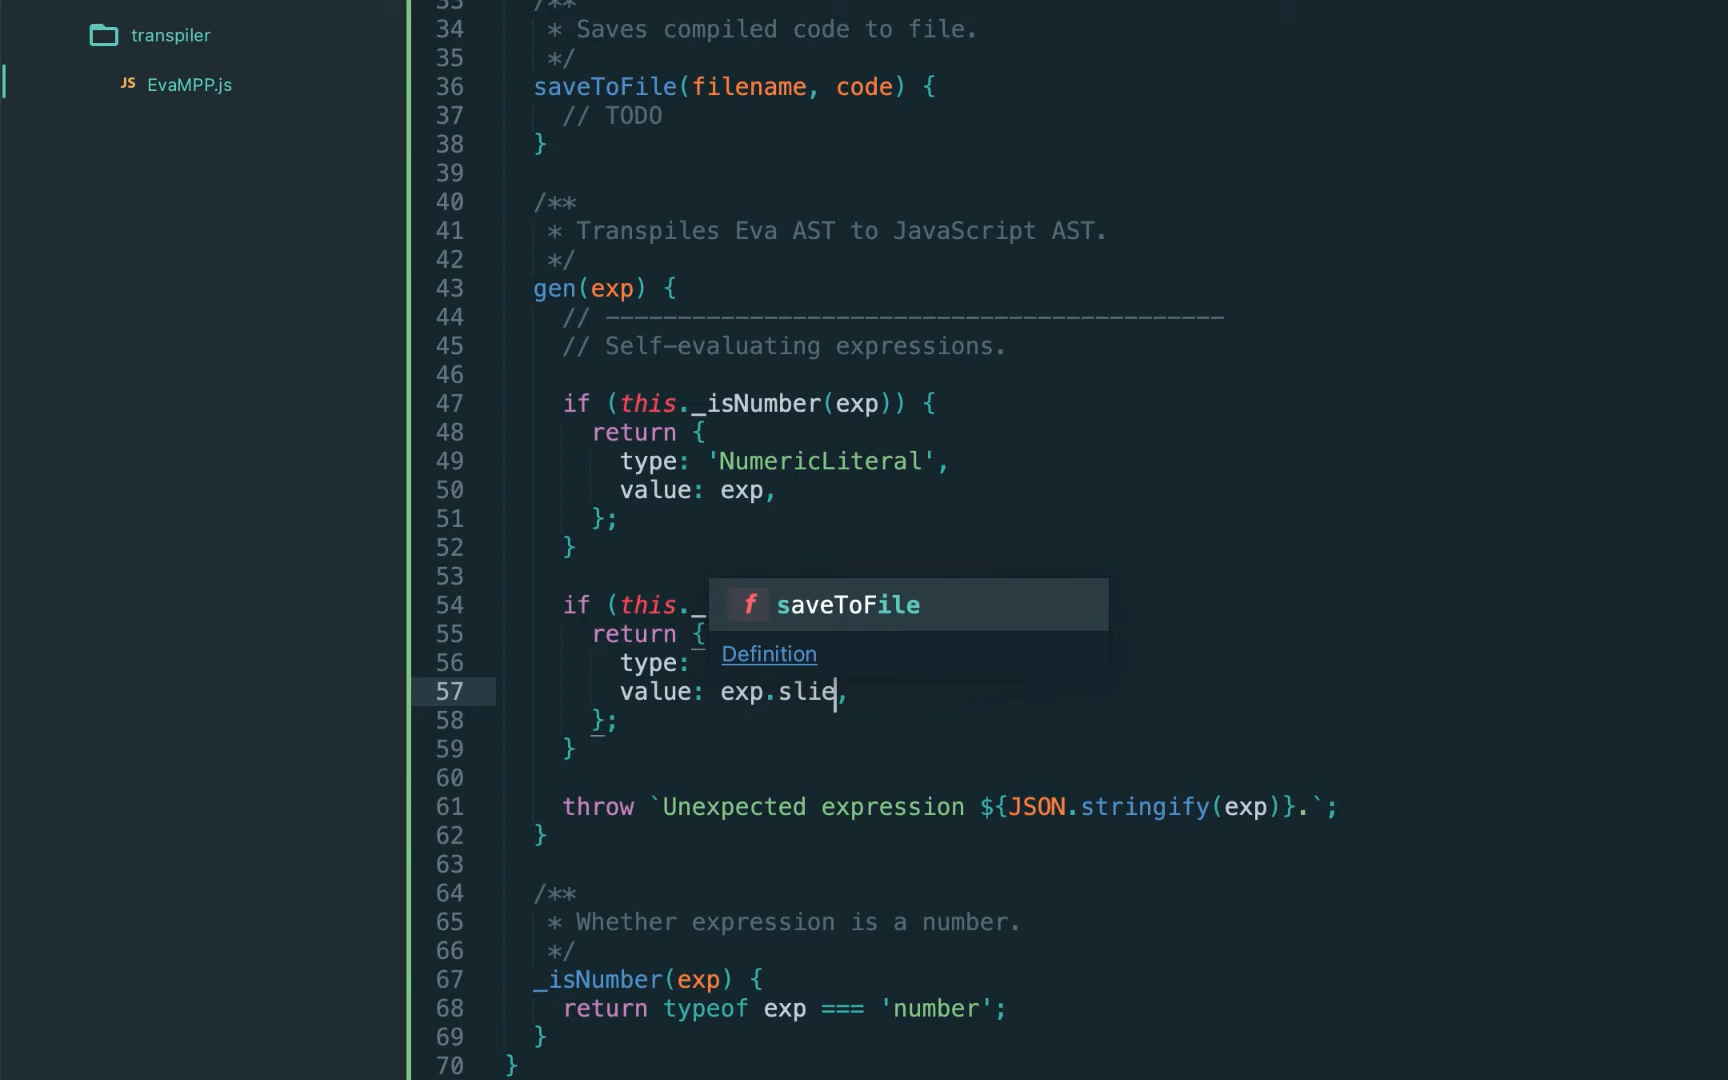 transpiler
JS EvaMPP.js
33 /**
34 * Saves compiled code to file.
35 */
36 saveToFile(filename, code) {
37 // TODO
38 }
39
40 /**
41 * Transpiles Eva AST to JavaScript AST.
42 */
43 gen(exp) {
44 // -------------------------------------------
45 // Self-evaluating expressions.
46
47 if (this._isNumber(exp)) {
48 return {
49 type: 'NumericLiteral',
50 value: exp,
51 };
52 }
53
54 if (this._
f saveToFile
55 return {
Definition
56 type:
57 value: exp.slie,
58 };
59 }
60
61 throw `Unexpected expression ${JSON.stringify(exp)}.`;
62 }
63
64 /**
65 * Whether expression is a number.
66 */
67 _isNumber(exp) {
68 return typeof exp === 'number';
69 }
70 }